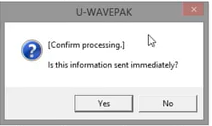 U-WAVEPAK
[Confirm processing.]
Is this information sent immediately?
Yes
No